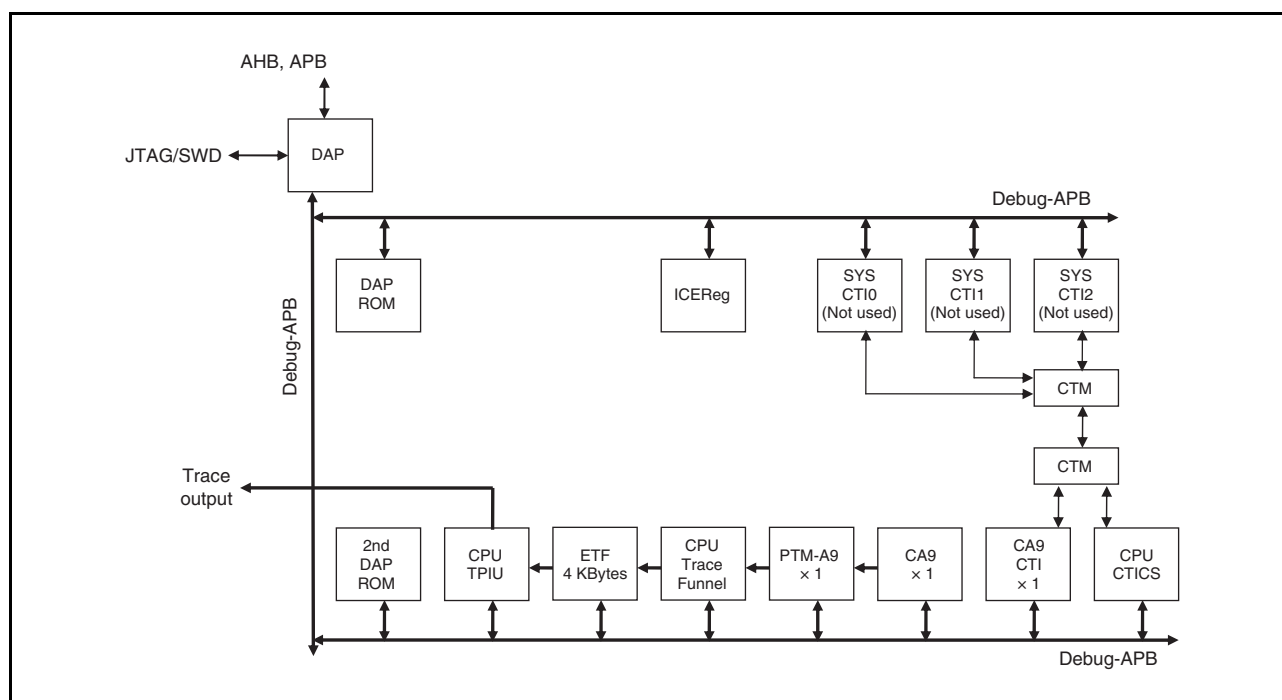 AHB, APB
DAP
JTAG/SWD
Debug-APB
Debug-APB
DAP
ROM
ICEReg
SYS
CTI0
(Not used)
SYS
CTI1
(Not used)
SYS
CTI2
(Not used)
CTM
CTM
Trace
output
2nd
DAP
ROM
CPU
TPIU
ETF
4 KBytes
CPU
Trace
Funnel
PTM-A9
× 1
CA9
× 1
CA9
CTI
× 1
CPU
CTICS
Debug-APB